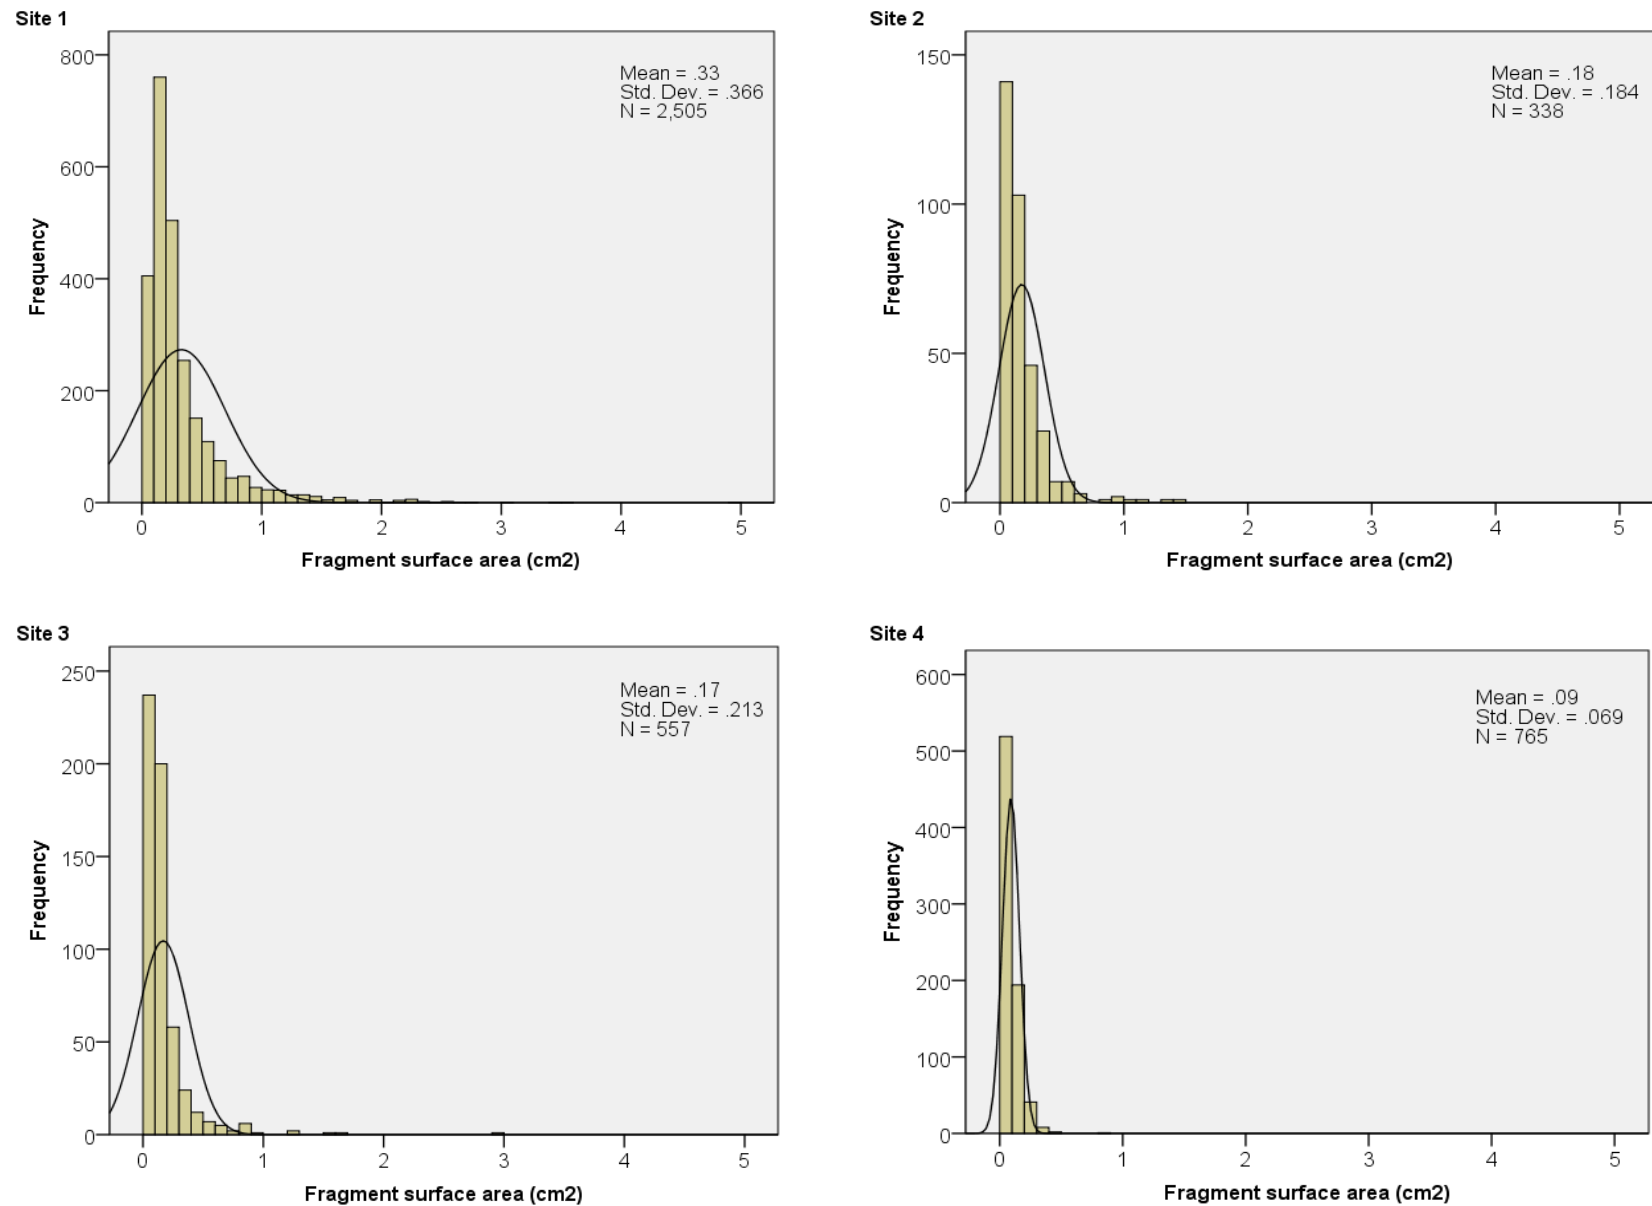 Site 1
800
600
400
200
0
Frequency
Mean = .33
Std. Dev. = .366
N = 2,505
0 1 2 3 4 5
Fragment surface area (cm2)
Site 2
150
100
50
0
Frequency
Mean = .18
Std. Dev. = .184
N = 338
0 1 2 3 4 5
Fragment surface area (cm2)
Site 3
250
200
150
100
50
0
Frequency
Mean = .17
Std. Dev. = .213
N = 557
0 1 2 3 4 5
Fragment surface area (cm2)
Site 4
600
500
400
300
200
100
0
Frequency
Mean = .09
Std. Dev. = .069
N = 765
0 1 2 3 4 5
Fragment surface area (cm2)